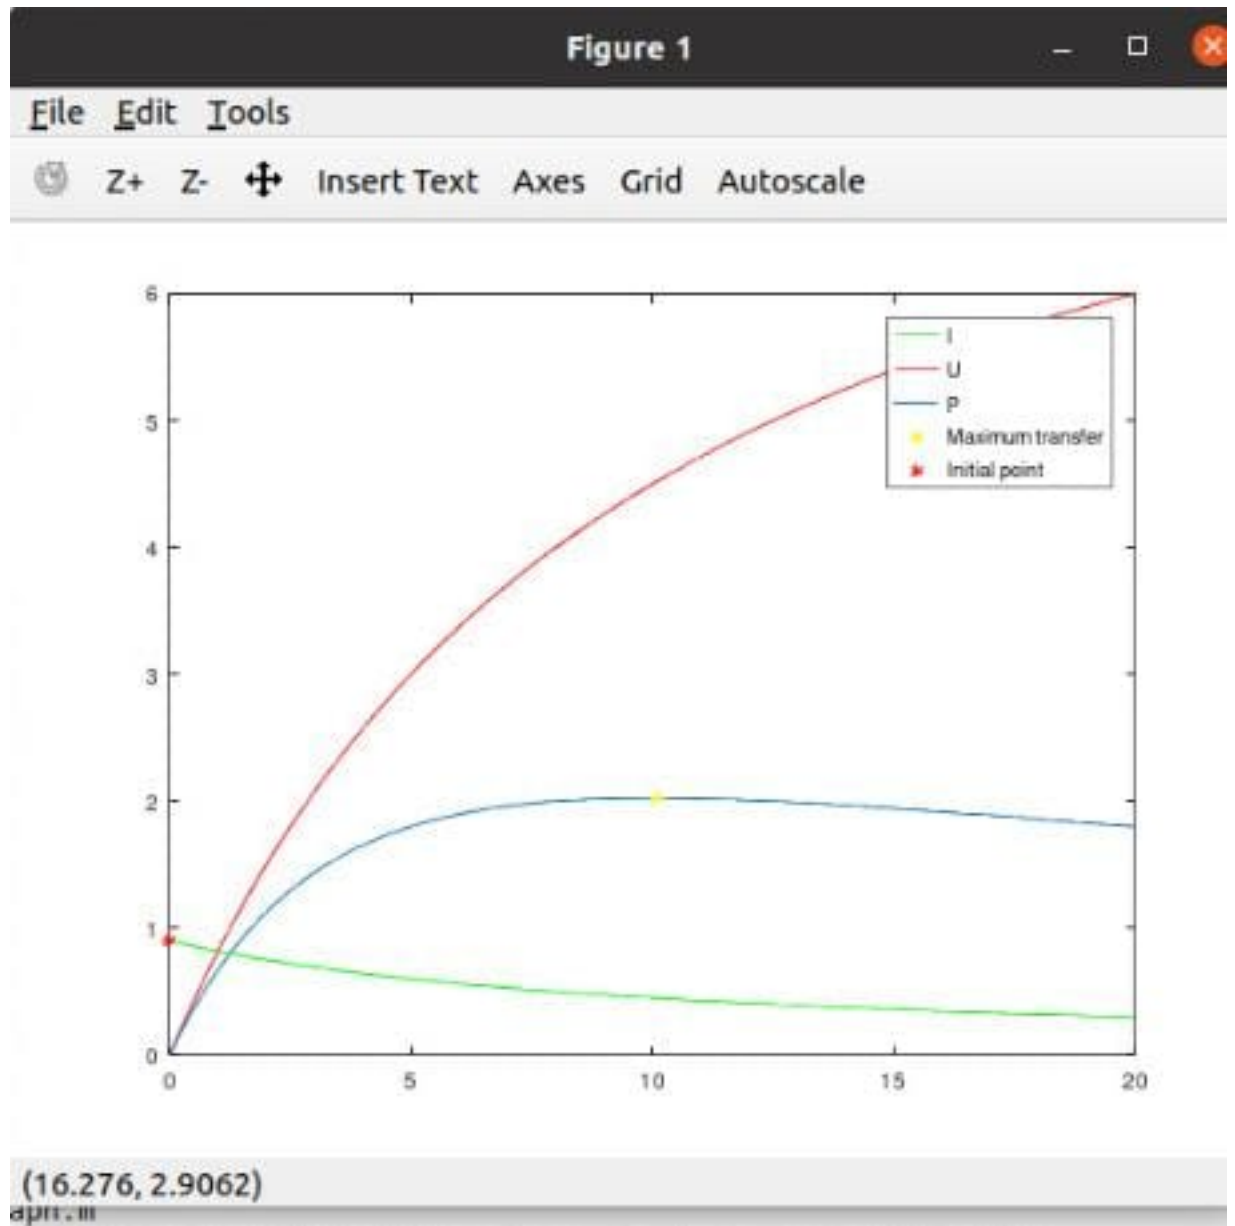 Figure 1
File Edit Tools
Z+ Z- Insert Text Axes Grid Autoscale
6
5
4
3
2
1
0
0 5 10 15 20
I
U
P
Maximum transfer
Initial point
(16.276, 2.9062)
aph.m